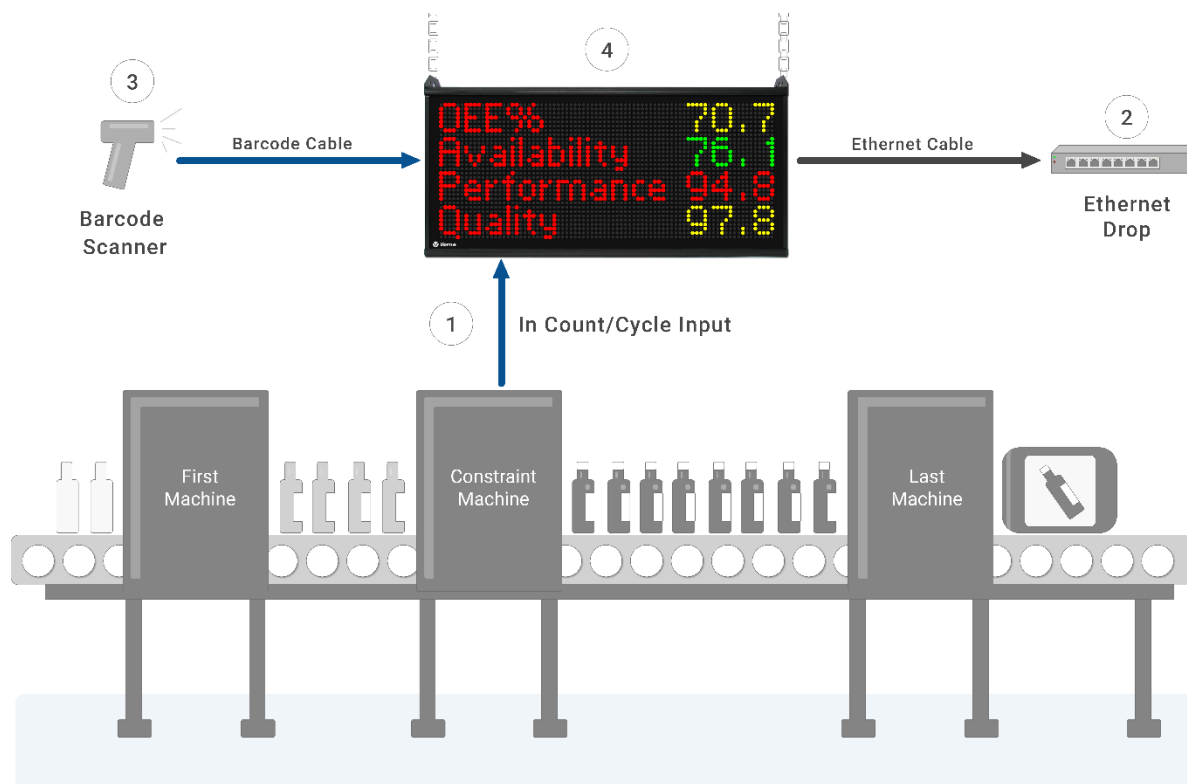 4
3
2
Barcode Cable
Ethernet Cable
OEE% 70.7
Availability 76.1
Performance 94.8
Quality 97.8
Vorne
Barcode
Scanner
Ethernet
Drop
1
In Count/Cycle Input
First
Machine
Constraint
Machine
Last
Machine